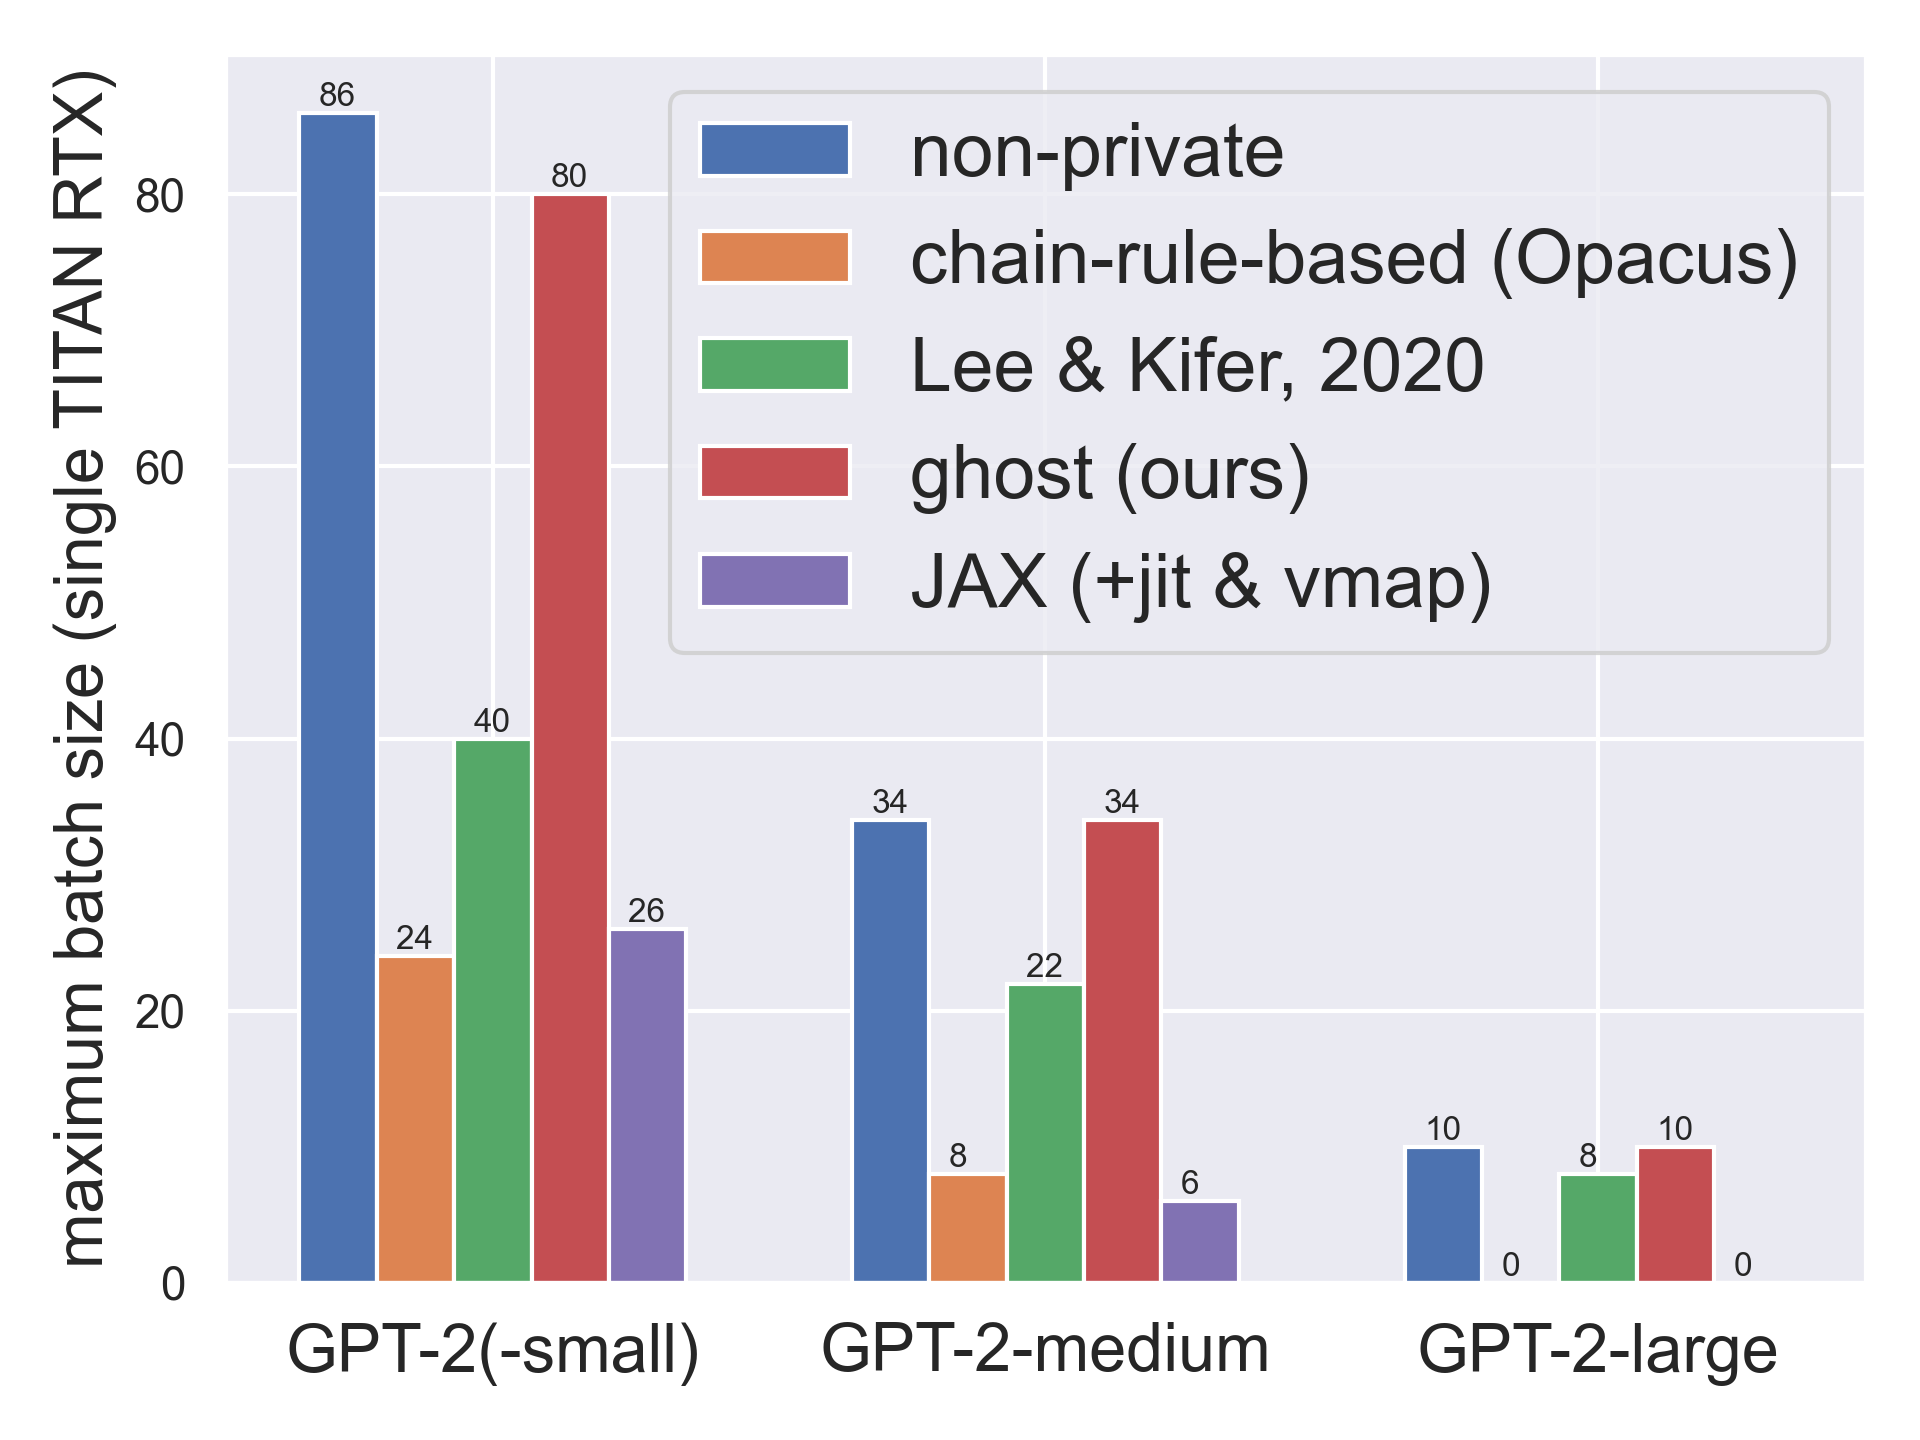 maximum batch size (single TITAN RTX)
80
60
40
20
0
86
24
40
80
26
34
8
22
34
6
10
0
8
10
0
non-private
chain-rule-based (Opacus)
Lee & Kifer, 2020
ghost (ours)
JAX (+jit & vmap)
GPT-2(-small)
GPT-2-medium
GPT-2-large